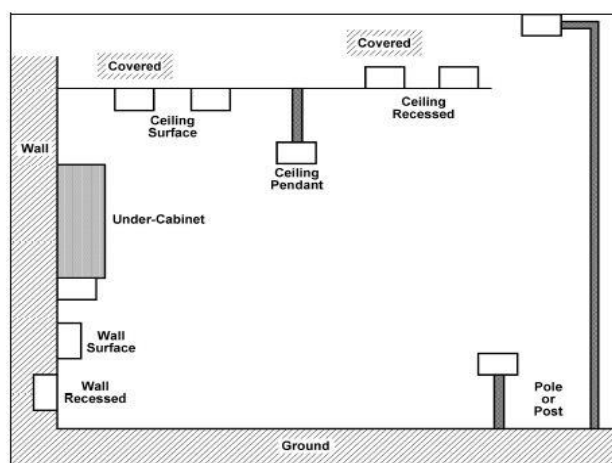 Covered
Covered
Ceiling
Surface
Ceiling
Recessed
Wall
Ceiling
Pendant
Under-Cabinet
Wall
Surface
Wall
Recessed
Pole
or
Post
Ground